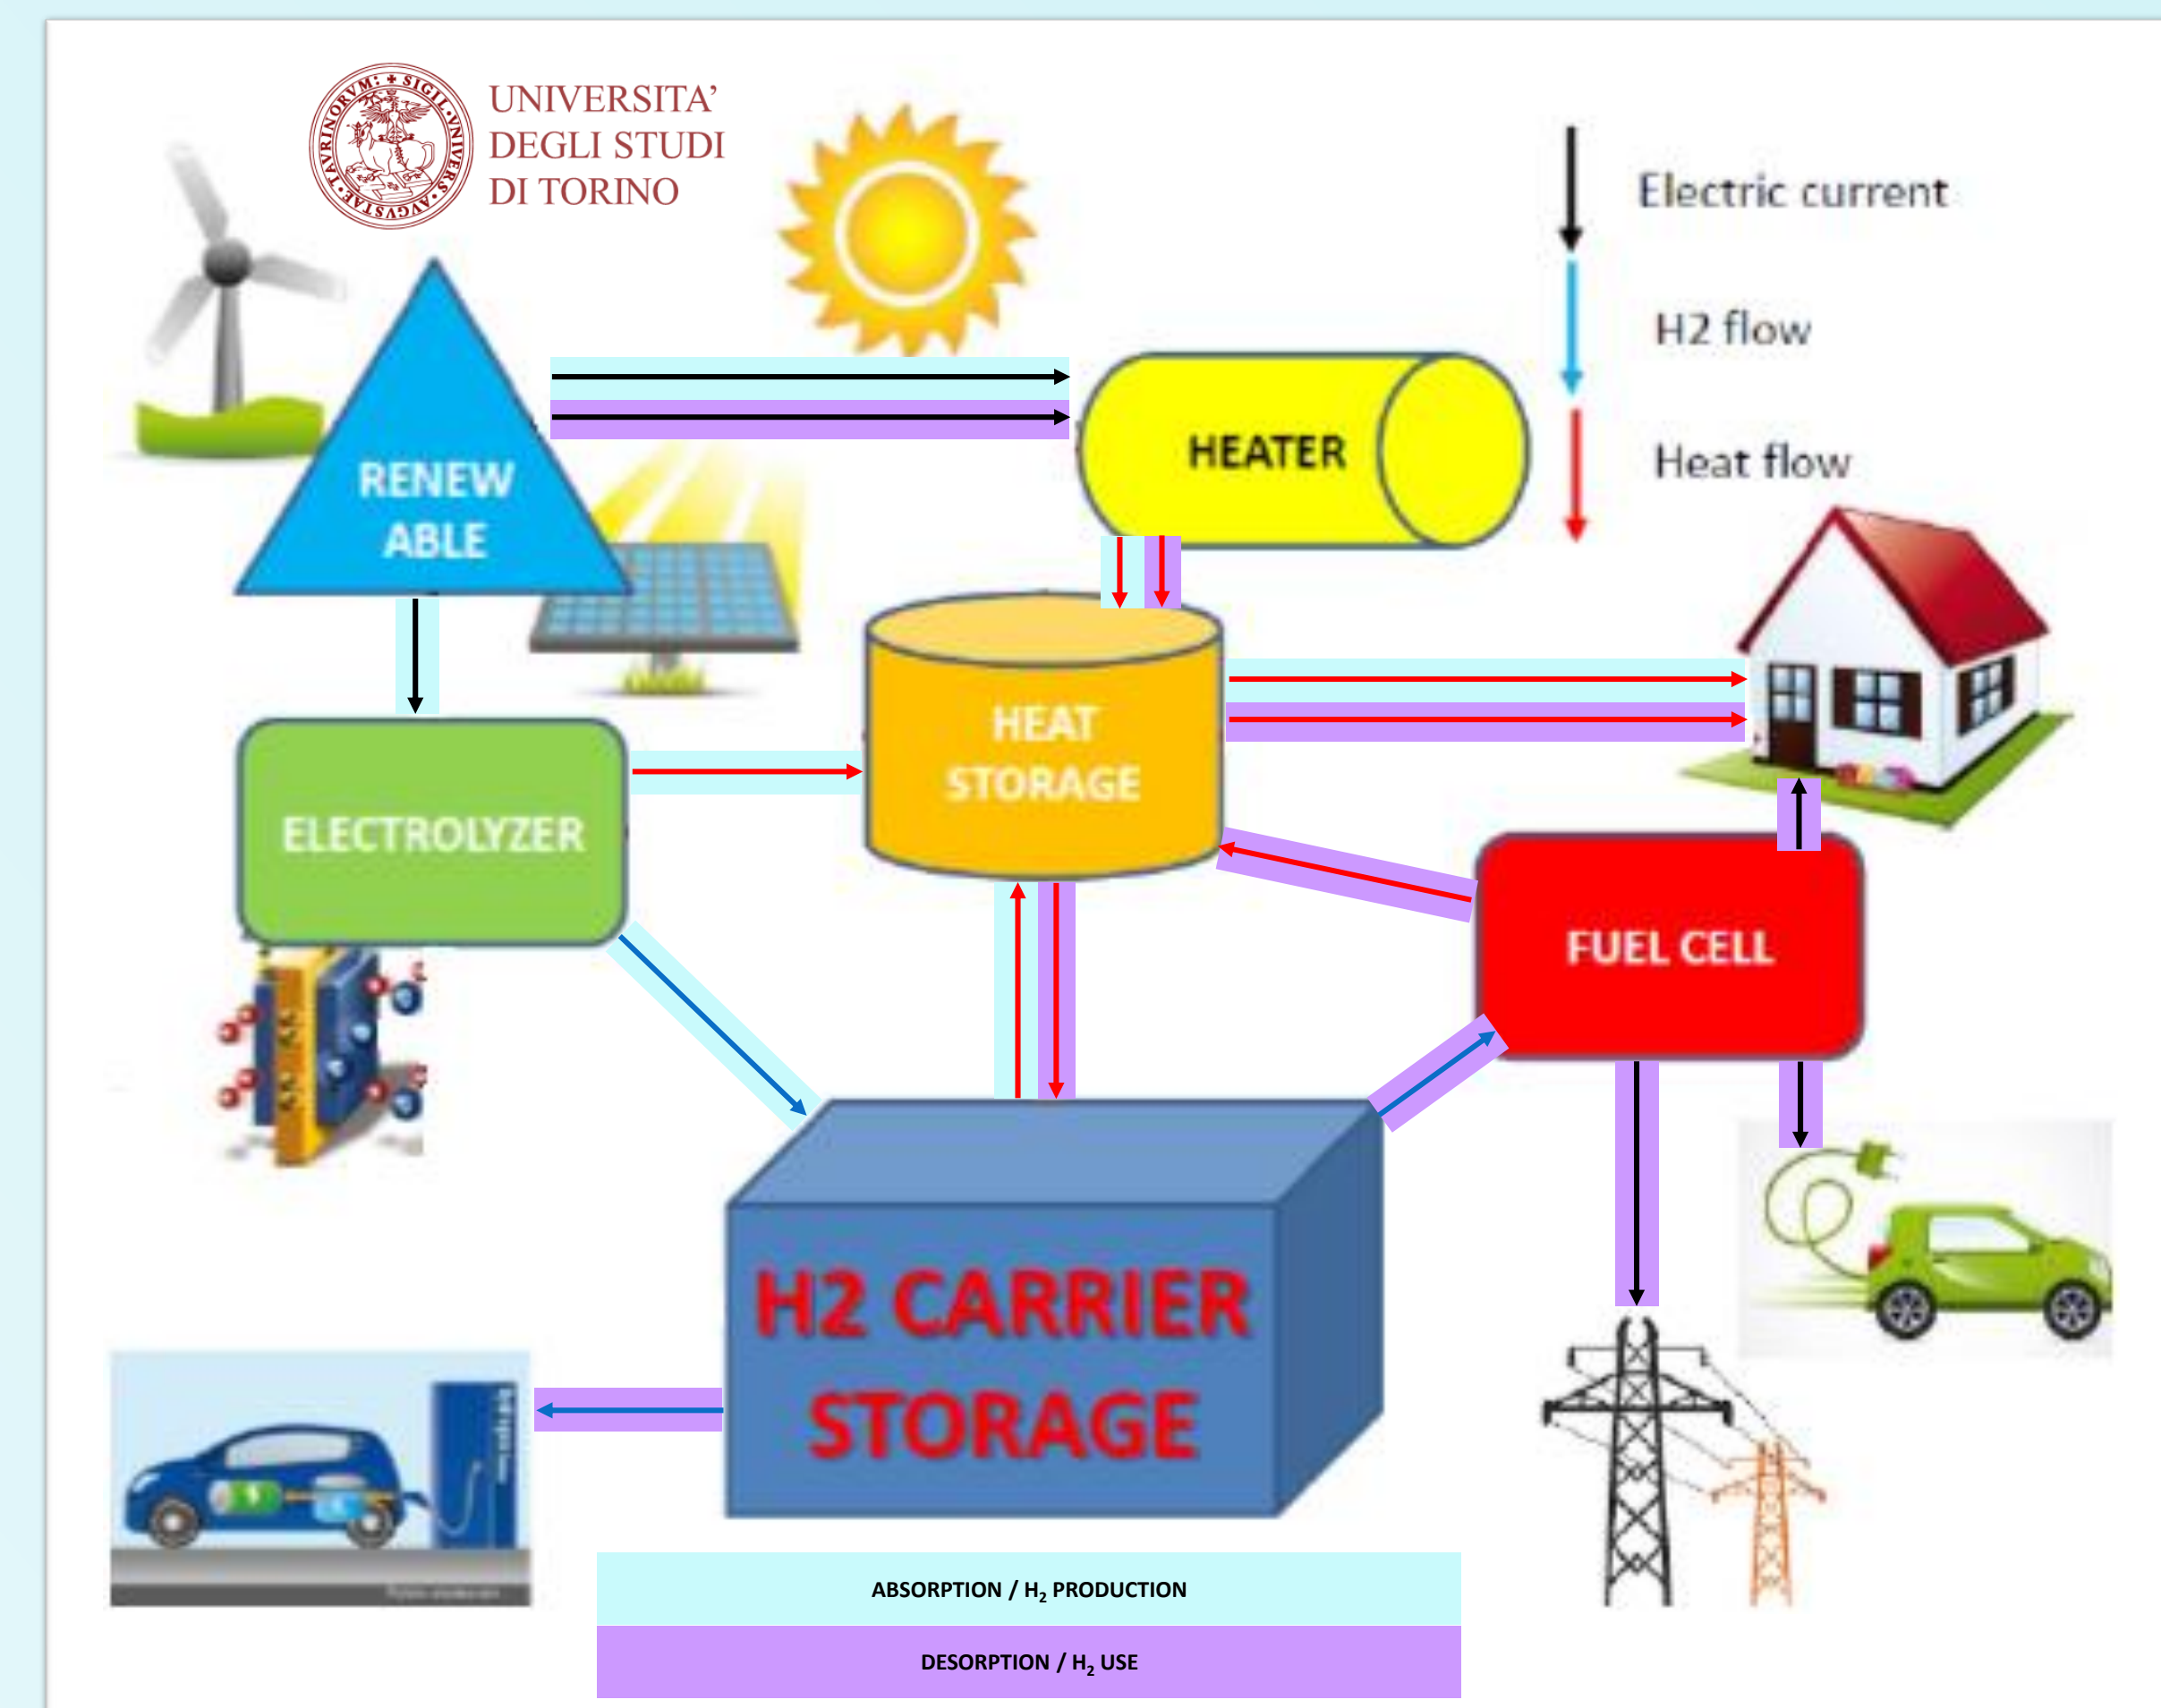 UNIVERSITA'
DEGLI STUDI
DI TORINO
Electric current
H2 flow
Heat flow
RENEW
ABLE
HEATER
HEAT
STORAGE
ELECTROLYZER
FUEL CELL
H2 CARRIER
STORAGE
ABSORPTION / H₂ PRODUCTION
DESORPTION / H₂ USE